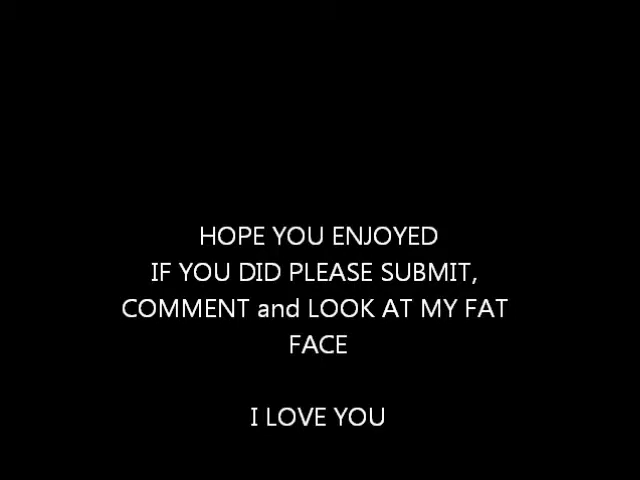 HOPE YOU ENJOYED
IF YOU DID PLEASE SUBMIT,
COMMENT and LOOK AT MY FAT
FACE
I LOVE YOU